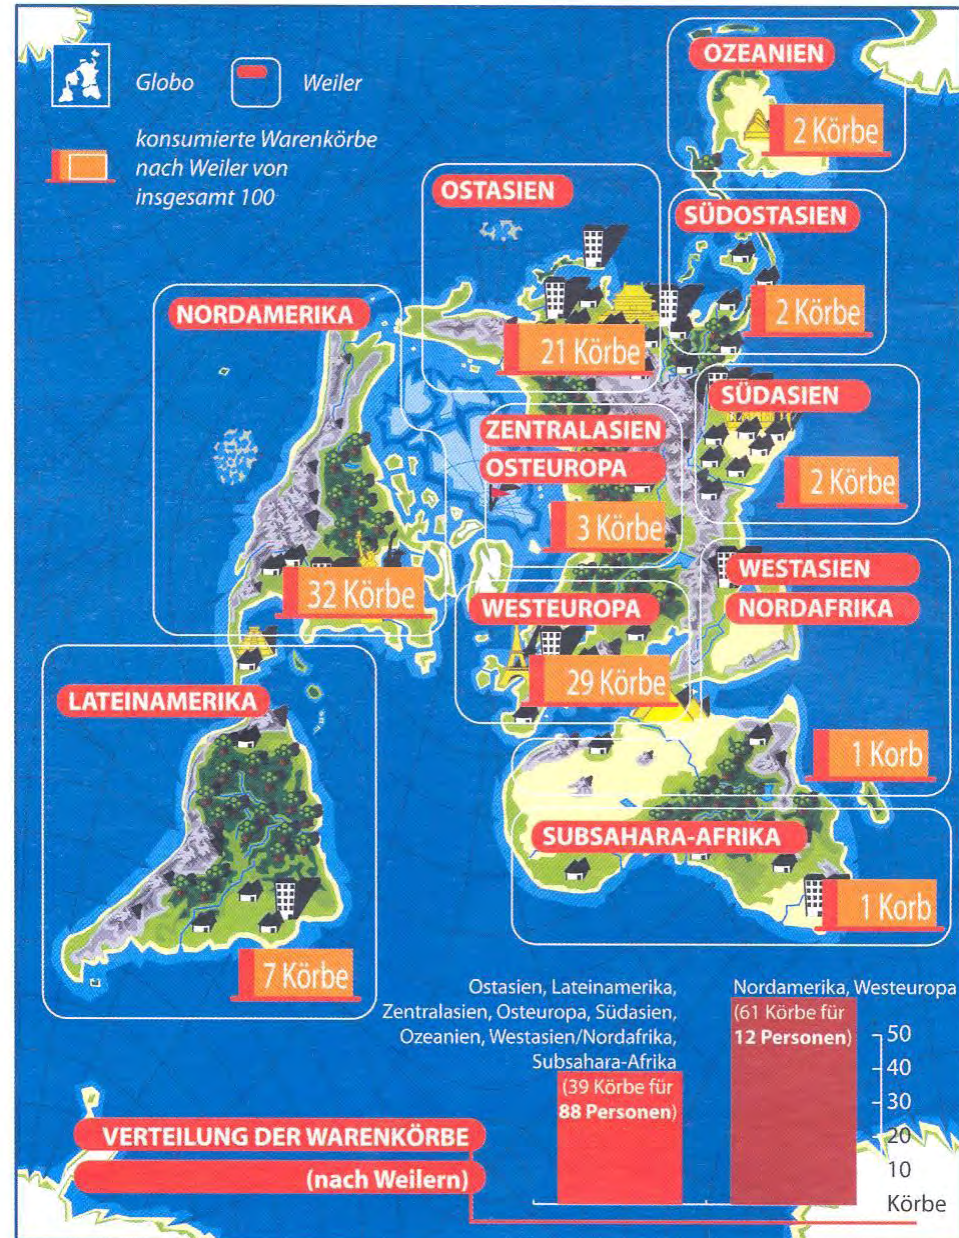 Globo
Weiler
konsumierte Warenkörbe
nach Weiler von
insgesamt 100
OZEANIEN
2 Körbe
OSTASIEN
21 Körbe
SÜDOSTASIEN
2 Körbe
NORDAMERIKA
32 Körbe
ZENTRALASIEN
OSTEUROPA
3 Körbe
SÜDASIEN
2 Körbe
WESTEUROPA
29 Körbe
WESTASIEN
NORDAFRIKA
1 Korb
LATEINAMERIKA
7 Körbe
SUBSAHARA-AFRIKA
1 Korb
Ostasien, Lateinamerika,
Zentralasien, Osteuropa, Südasien,
Ozeanien, Westasien/Nordafrika,
Subsahara-Afrika
(39 Körbe für
88 Personen)
Nordamerika, Westeuropa
(61 Körbe für
12 Personen)
50
40
30
20
10
Körbe
VERTEILUNG DER WARENKÖRBE
(nach Weilern)